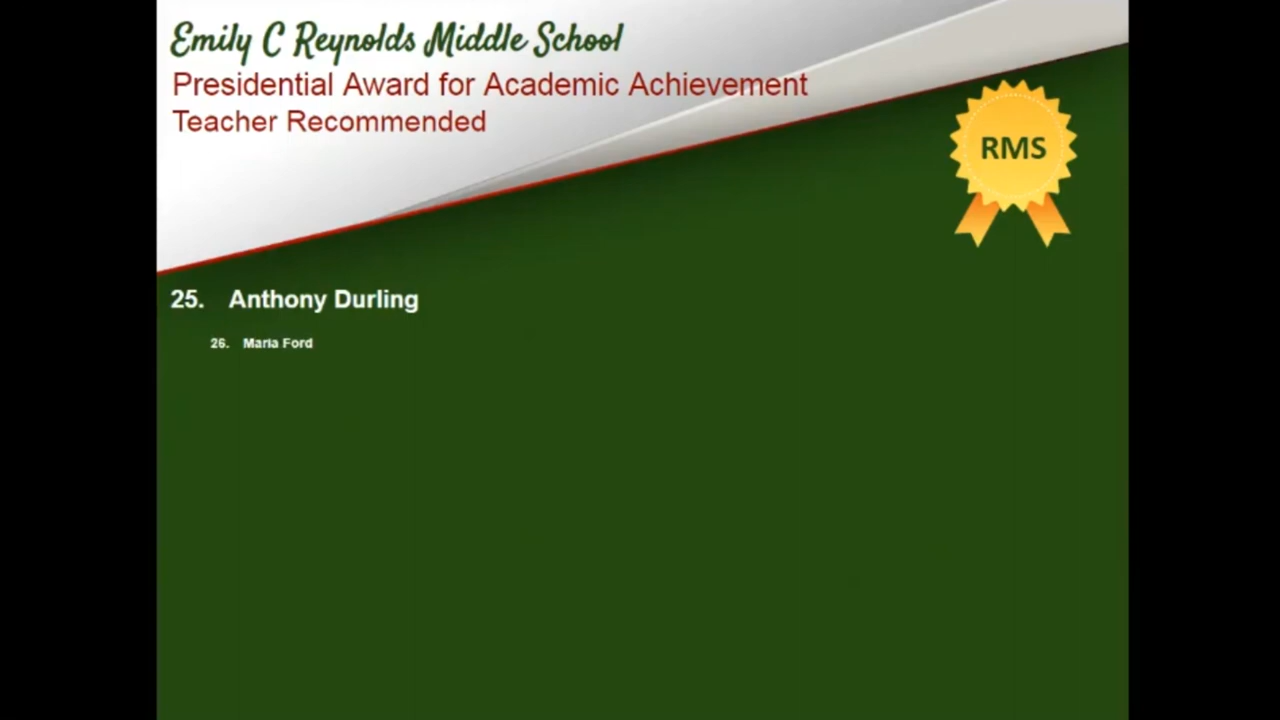 Emily C Reynolds Middle School
Presidential Award for Academic Achievement
Teacher Recommended
RMS
25. Anthony Durling
26. Maria Ford